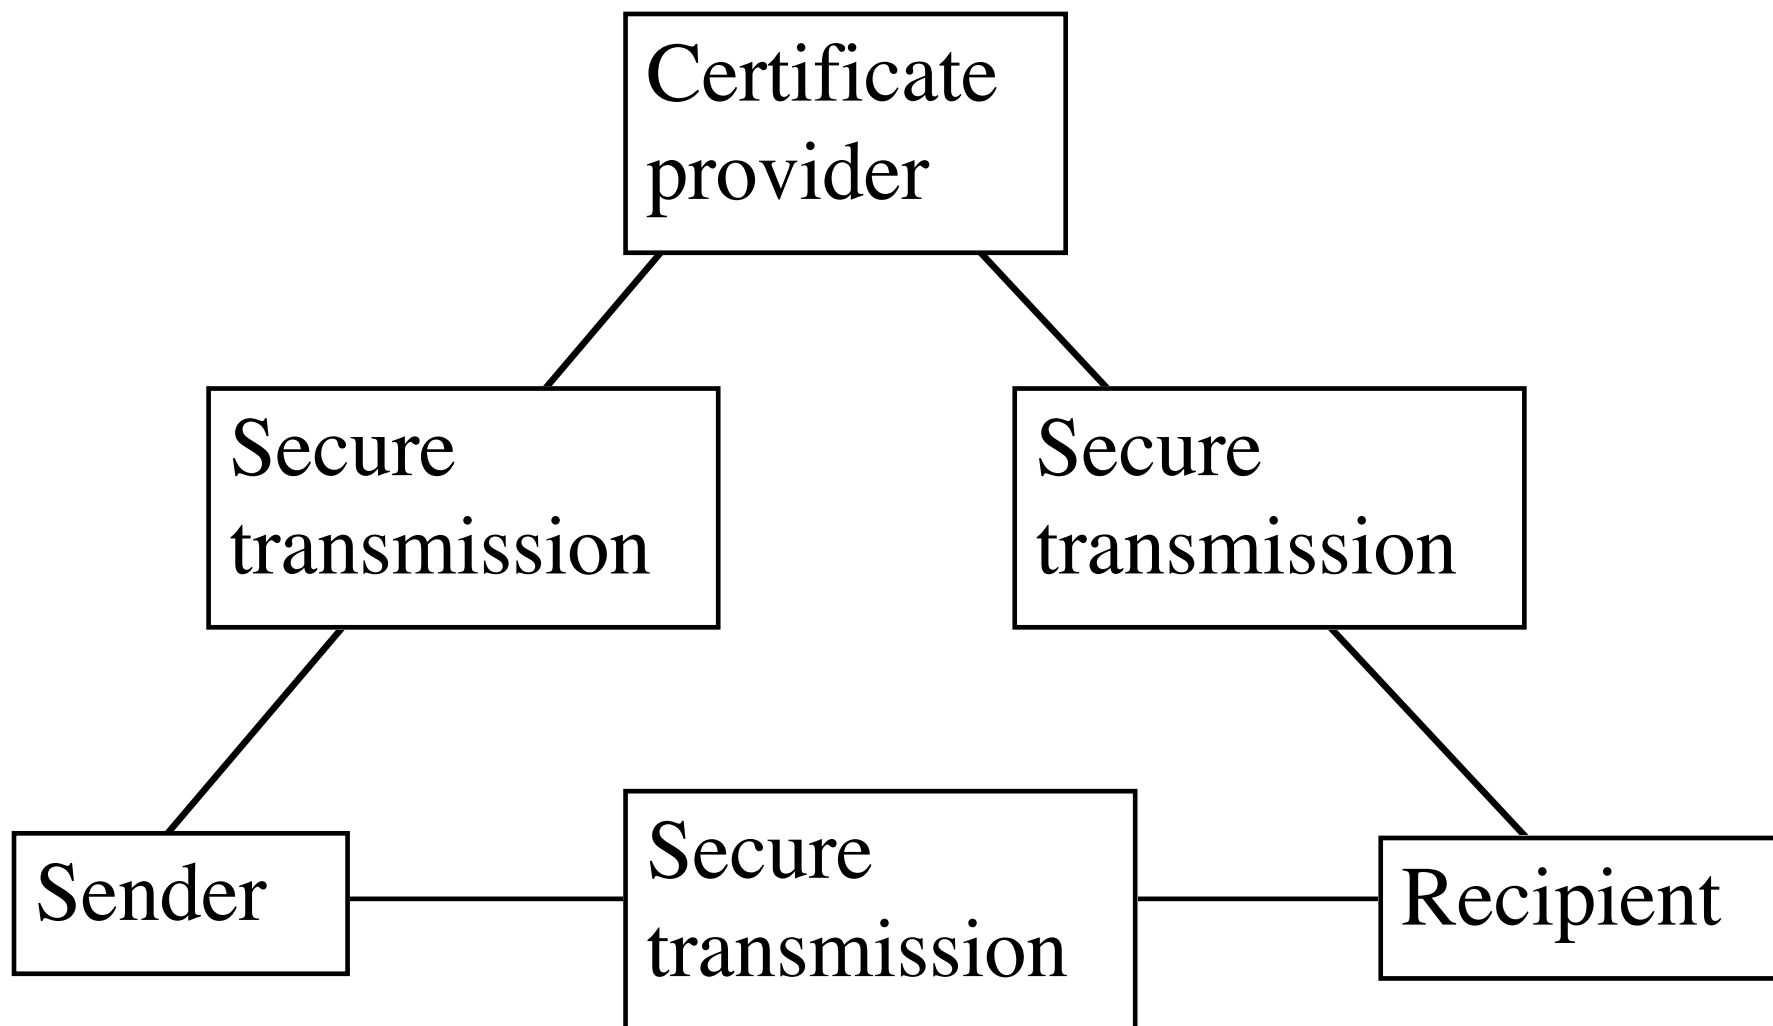 Certificate
provider
Secure
transmission
Secure
transmission
Sender
Secure
transmission
Recipient